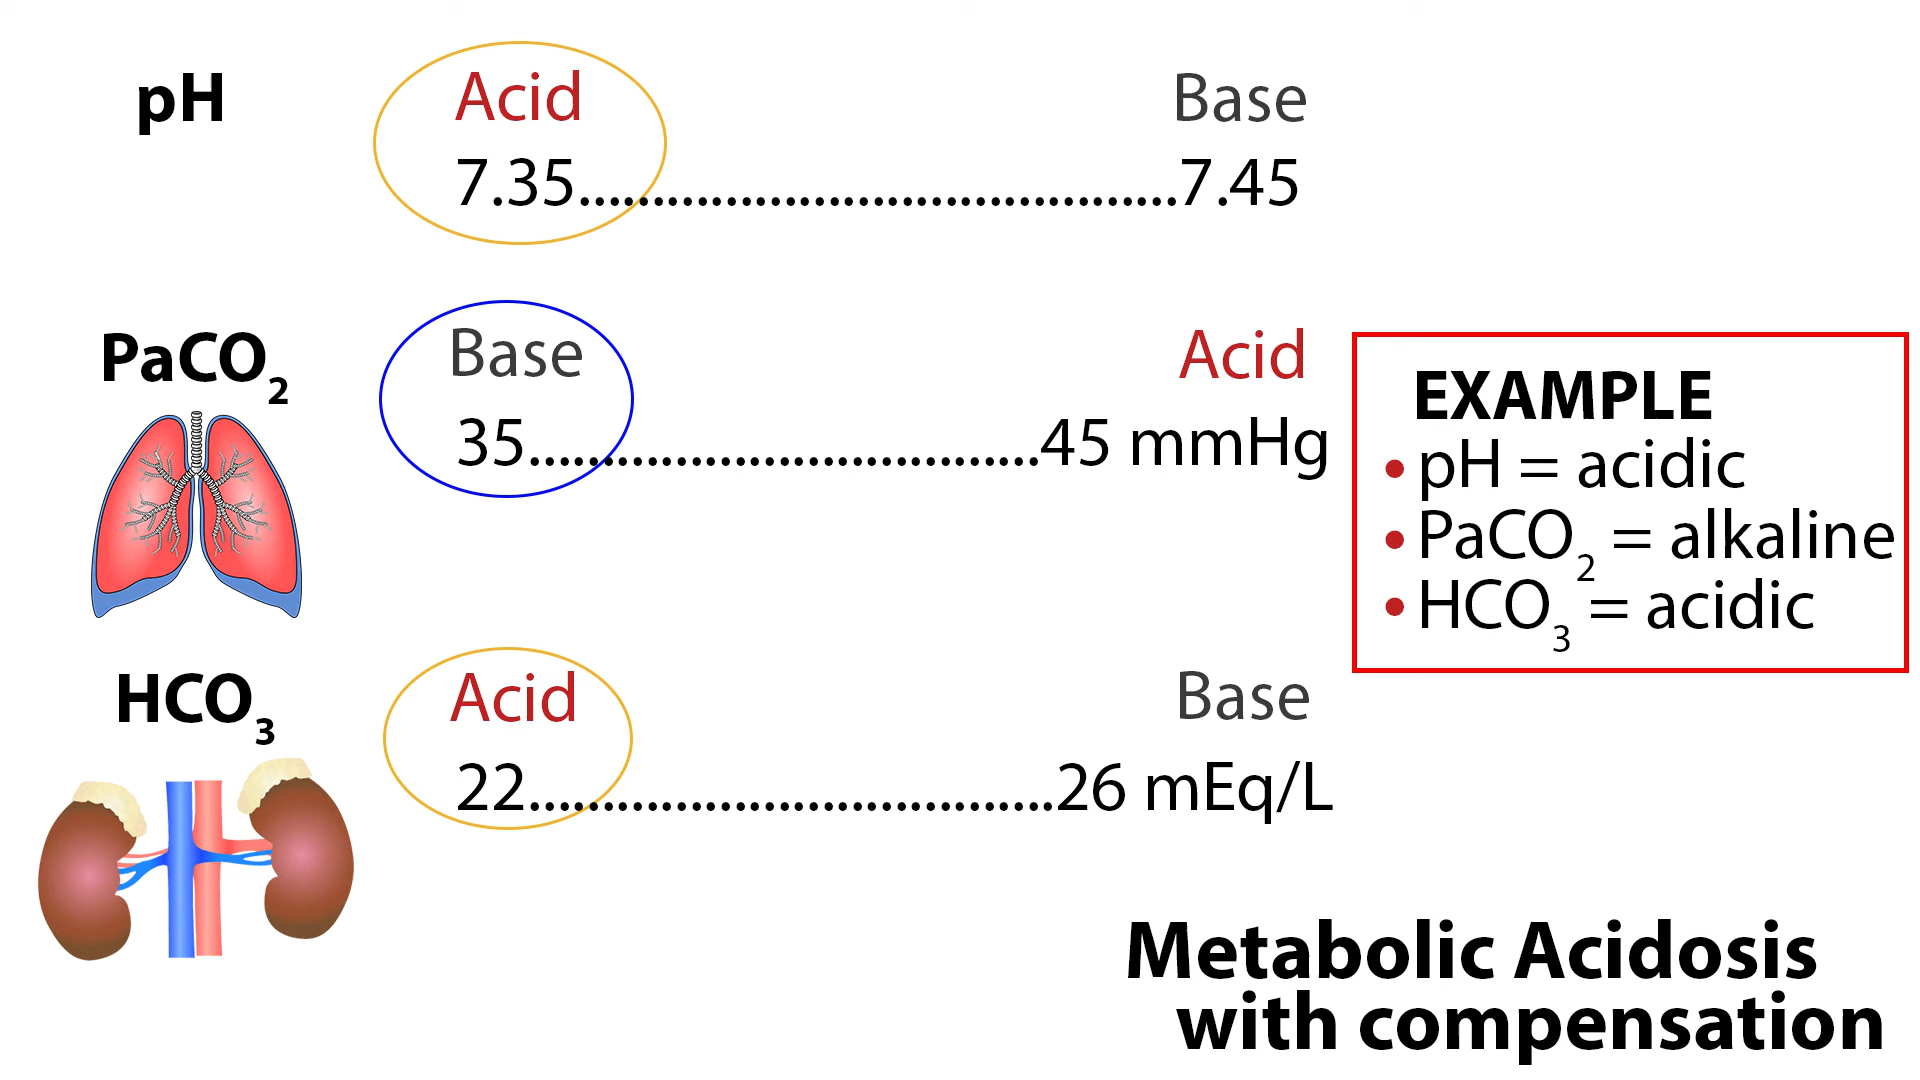 pH
Acid
Base
7.35.........................................7.45
PaCO2
Base
Acid
35...................................45 mmHg
EXAMPLE
• pH = acidic
• PaCO2 = alkaline
• HCO3 = acidic
HCO3
Acid
Base
22....................................26 mEq/L
Metabolic Acidosis
with compensation